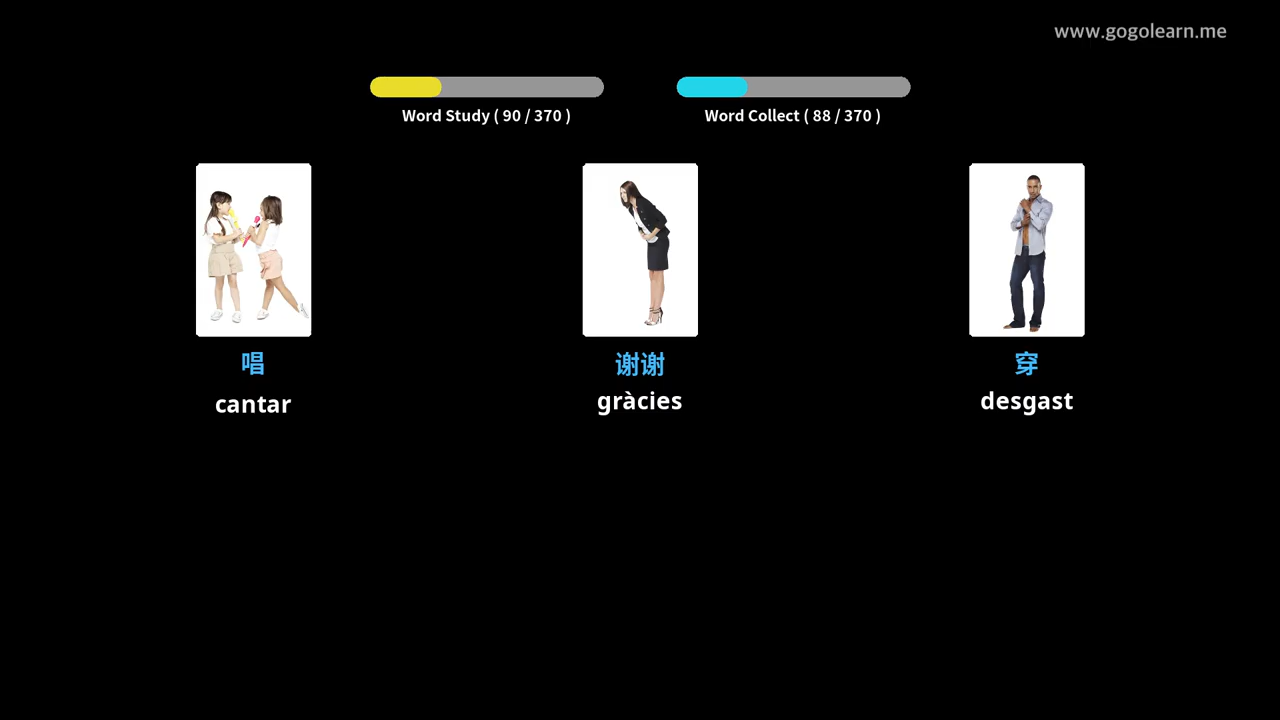 www.gogolearn.me
Word Study ( 90 / 370 )
Word Collect ( 88 / 370 )
唱
cantar
谢谢
gràcies
穿
desgast